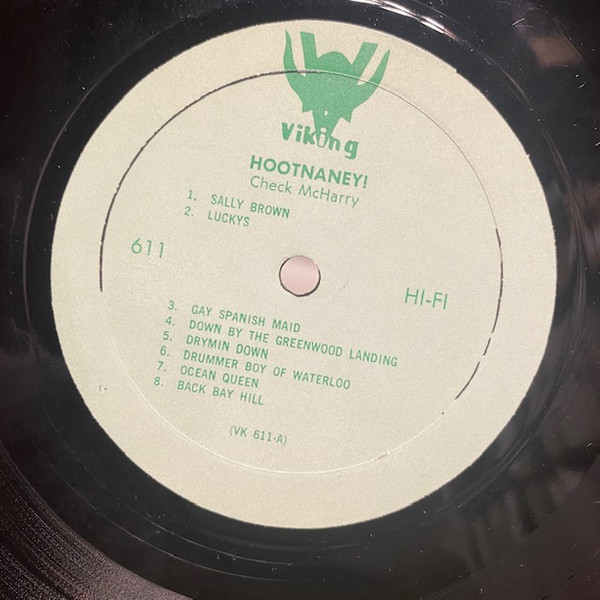 Viking
HOOTNANEY!
Check McHarry
1. SALLY BROWN
2. LUCKYS
611
HI-FI
3. GAY SPANISH MAID
4. DOWN BY THE GREENWOOD LANDING
5. DRYMIN DOWN
6. DRUMMER BOY OF WATERLOO
7. OCEAN QUEEN
8. BACK BAY HILL
(VK 611-A)